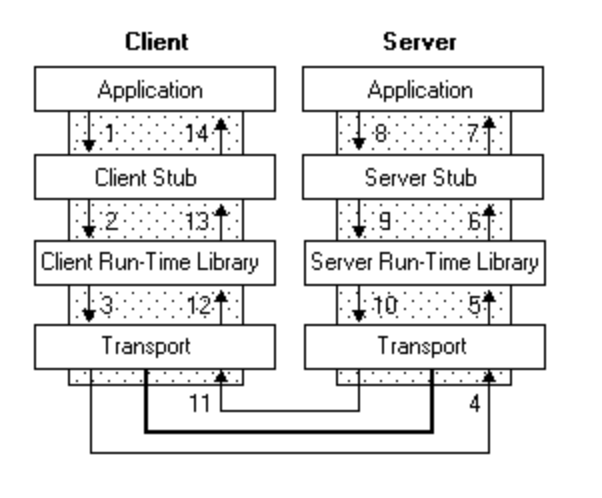 Client Server
Application Application
1 14 8 7
Client Stub Server Stub
2 13 9 6
Client Run-Time Library Server Run-Time Library
3 12 10 5
Transport Transport
11 4